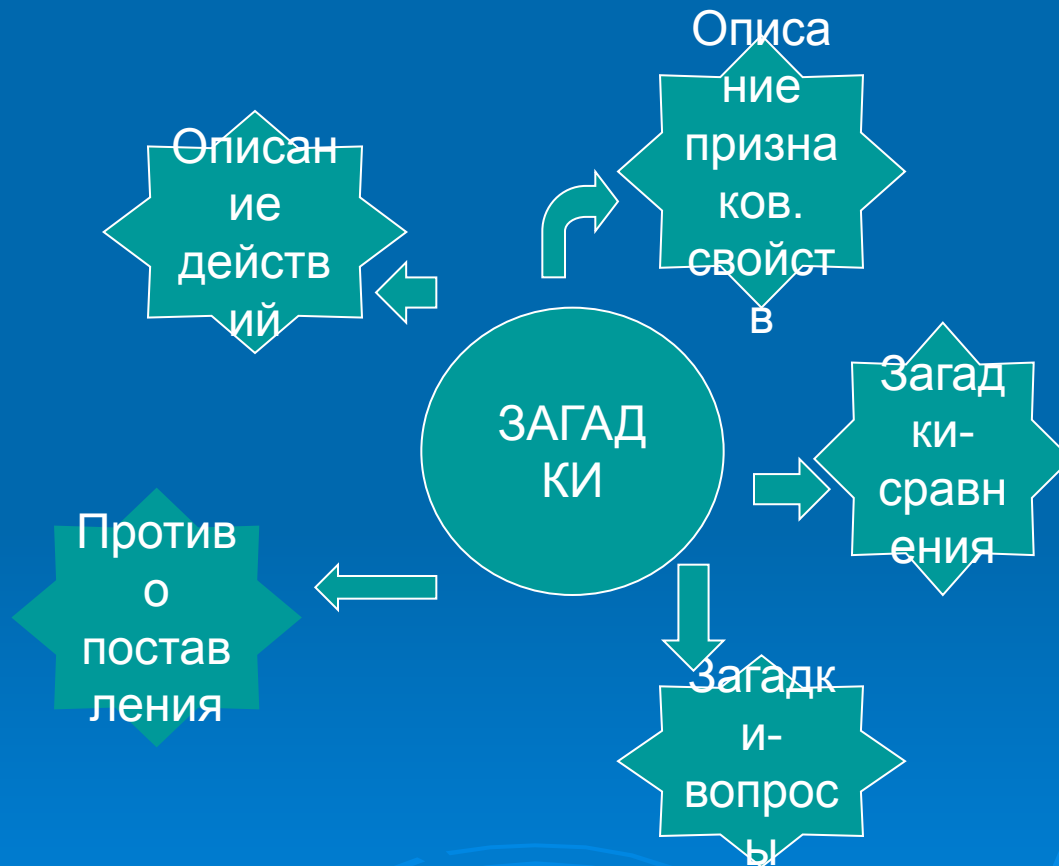 Описа
ние
призна
ков.
свойст
в
Описан
ие
действ
ий
Загад
ки-
сравн
ения
ЗАГАД
КИ
Против
о
постав
ления
Загадк
и-
вопрос
ы